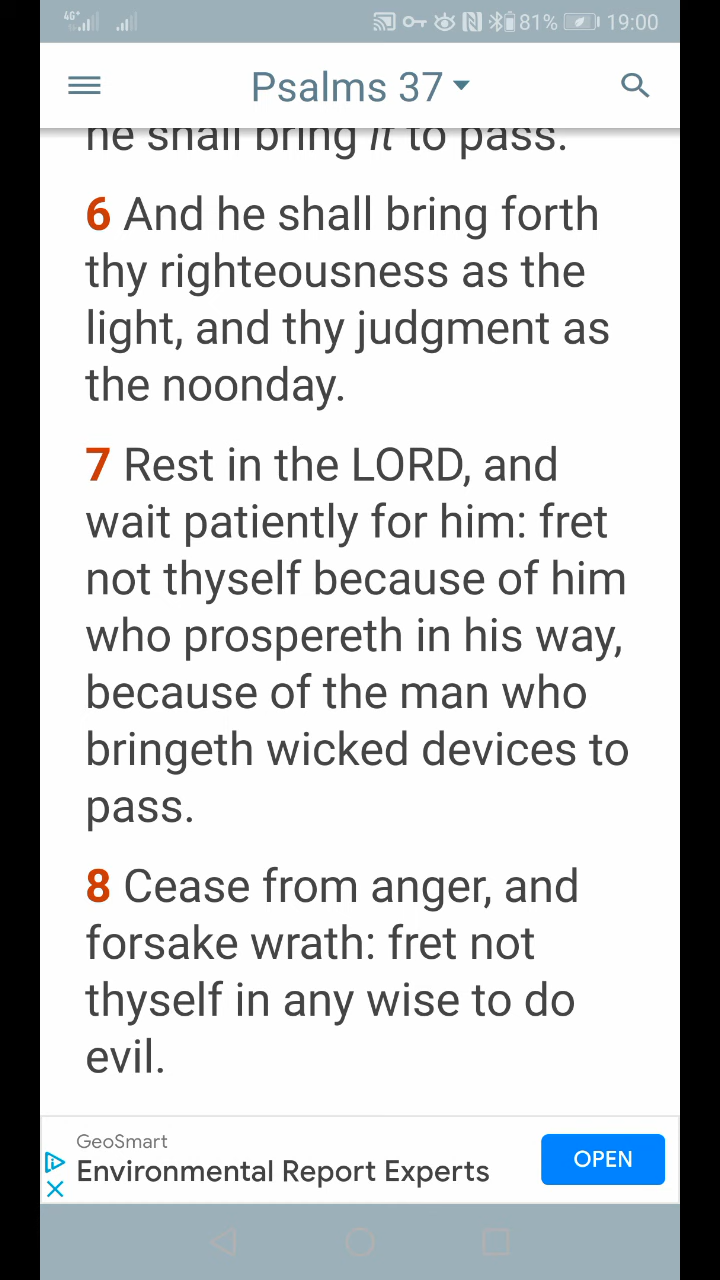 4G+
81%
19:00
Psalms 37
he shall bring it to pass.
6 And he shall bring forth
thy righteousness as the
light, and thy judgment as
the noonday.
7 Rest in the LORD, and
wait patiently for him: fret
not thyself because of him
who prospereth in his way,
because of the man who
bringeth wicked devices to
pass.
8 Cease from anger, and
forsake wrath: fret not
thyself in any wise to do
evil.
GeoSmart
Environmental Report Experts
OPEN